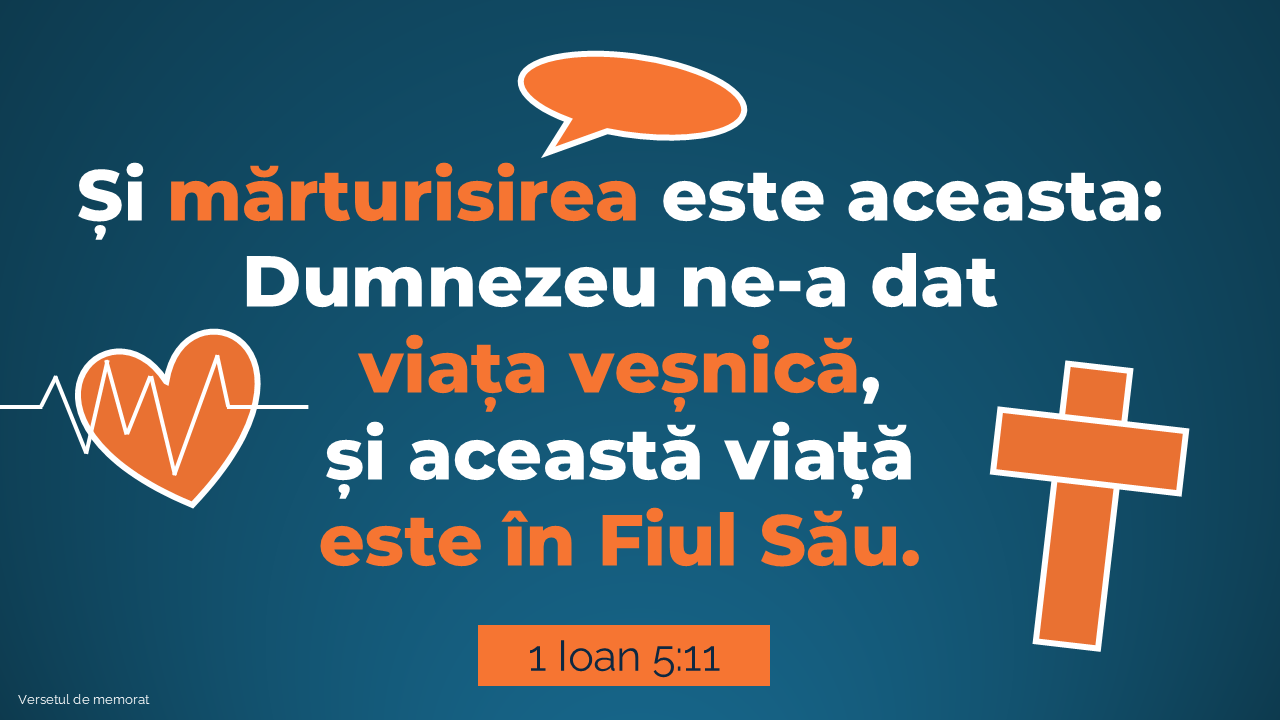 Și mărturisirea este aceasta:
Dumnezeu ne-a dat
viața veșnică,
și această viață
este în Fiul Său.
1 Ioan 5:11
Versetul de memorat